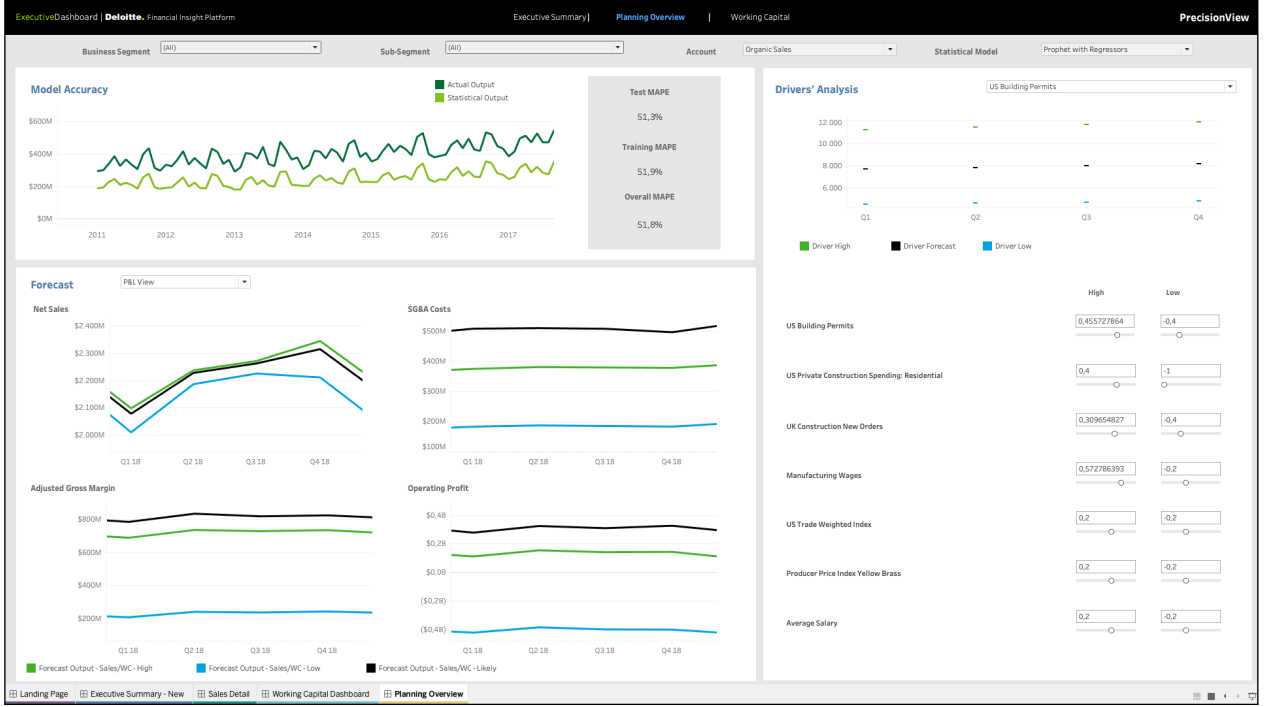 ExecutiveDashboard | Deloitte. Financial Insight Platform
Executive Summary | Planning Overview | Working Capital
PrecisionView
Business Segment (All)
Sub-Segment (All)
Account Organic Sales
Statistical Model Prophet with Regressors
Model Accuracy
Actual Output
Statistical Output
$600M
$400M
$200M
$0M
2011 2012 2013 2014 2015 2016 2017
Test MAPE
51,3%
Training MAPE
51,9%
Overall MAPE
51,8%
Drivers' Analysis
US Building Permits
12.000
10.000
8.000
6.000
Q1 Q2 Q3 Q4
Driver High Driver Forecast Driver Low
Forecast
P&L View
Net Sales
$2.400M
$2.300M
$2.200M
$2.100M
$2.000M
Q1 18 Q2 18 Q3 18 Q4 18
SG&A Costs
$500M
$400M
$300M
$200M
$100M
Q1 18 Q2 18 Q3 18 Q4 18
Adjusted Gross Margin
$800M
$600M
$400M
$200M
Q1 18 Q2 18 Q3 18 Q4 18
Operating Profit
$0,4B
$0,2B
$0,0B
($0,2B)
($0,4B)
Q1 18 Q2 18 Q3 18 Q4 18
Forecast Output - Sales/WC - High Forecast Output - Sales/WC - Low Forecast Output - Sales/WC - Likely
High Low
US Building Permits 0,455727864 -0,4
US Private Construction Spending: Residential 0,4 -1
UK Construction New Orders 0,309654827 -0,4
Manufacturing Wages 0,572786393 -0,2
US Trade Weighted Index 0,2 -0,2
Producer Price Index Yellow Brass 0,2 -0,2
Average Salary 0,2 -0,2
Landing Page Executive Summary - New Sales Detail Working Capital Dashboard Planning Overview